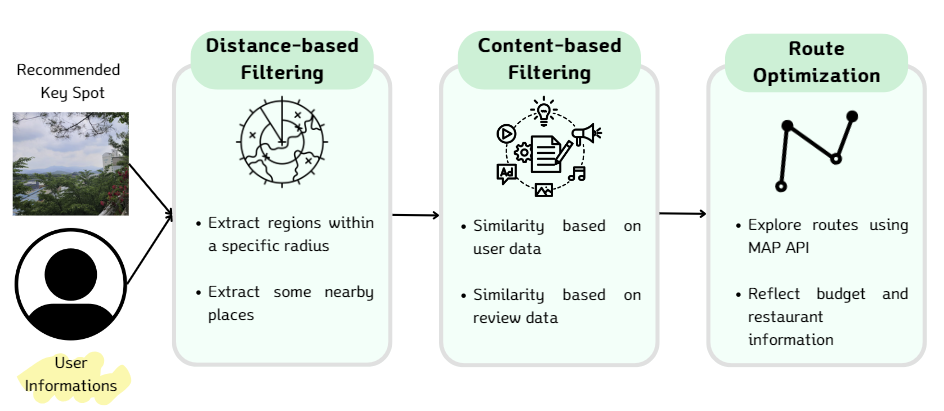 Recommended
Key Spot
User
Informations
Distance-based
Filtering
• Extract regions within
a specific radius
• Extract some nearby
places
Content-based
Filtering
Ad
• Similarity based on
user data
• Similarity based on
review data
Route
Optimization
• Explore routes using
MAP API
• Reflect budget and
restaurant
information